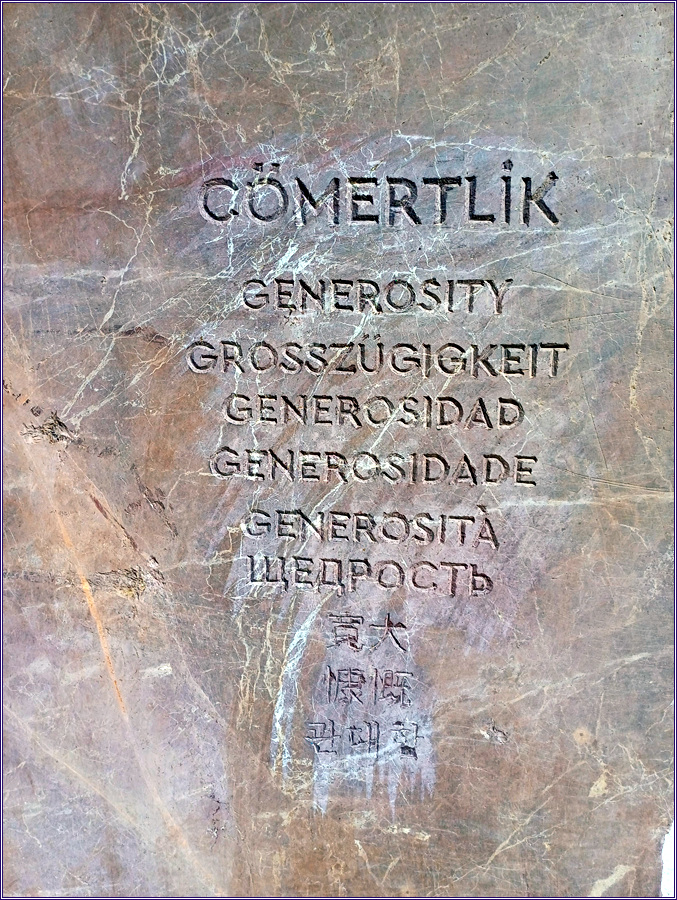 CÖMERTLİK
GENEROSITY
GROSSZÜGIGKEIT
GENEROSIDAD
GENEROSIDADE
GENEROSITÀ
ЩЕДРОСТЬ
寛大
慷慨
관대함